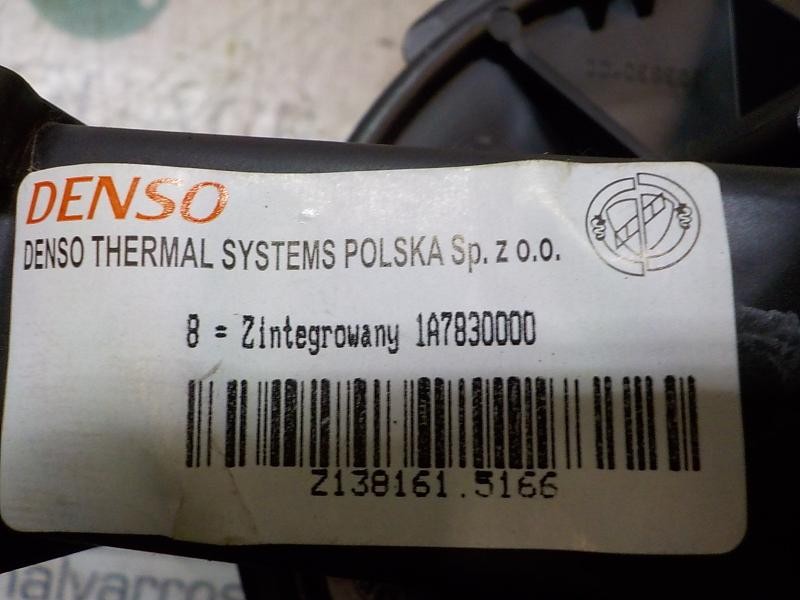 DENSO
DENSO THERMAL SYSTEMS POLSKA Sp. z o.o.
8 = Zintegrowany 1A7830000
Z138161.5166